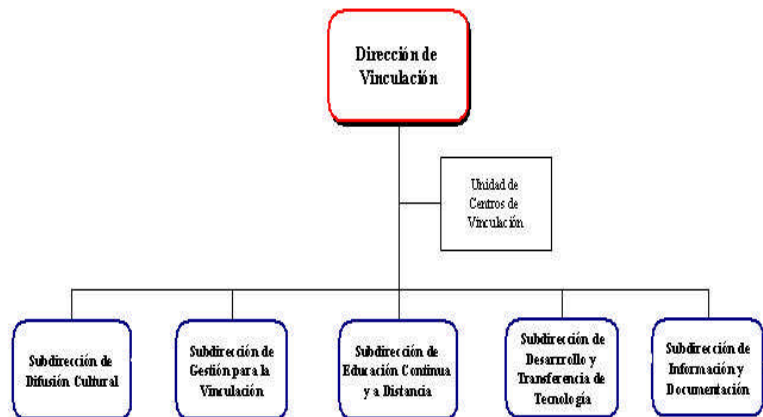 Dirección de
Vinculación
Unidad de
Centros de
Vinculación
Subdirección de
Difusión Cultural
Subdirección de
Gestión para la
Vinculación
Subdirección de
Educación Continua
y a Distancia
Subdirección de
Desarrrollo y
Transferencia de
Tecnología
Subdirección de
Información y
Documentación